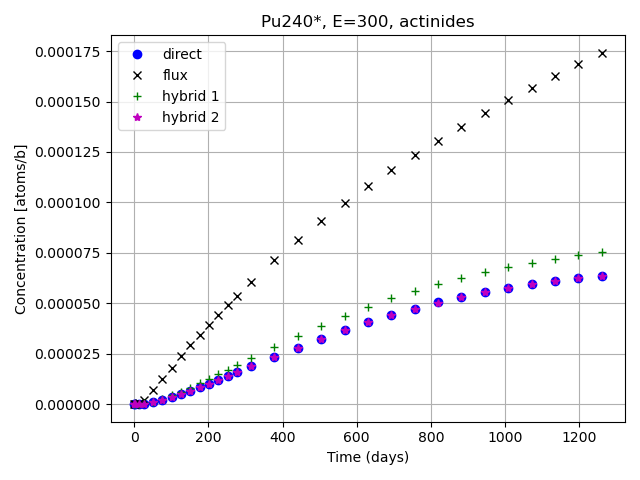 Pu240*, E=300, actinides
direct
flux
hybrid 1
hybrid 2
Concentration [atoms/b]
0.000175
0.000150
0.000125
0.000100
0.000075
0.000050
0.000025
0.000000
0 200 400 600 800 1000 1200
Time (days)